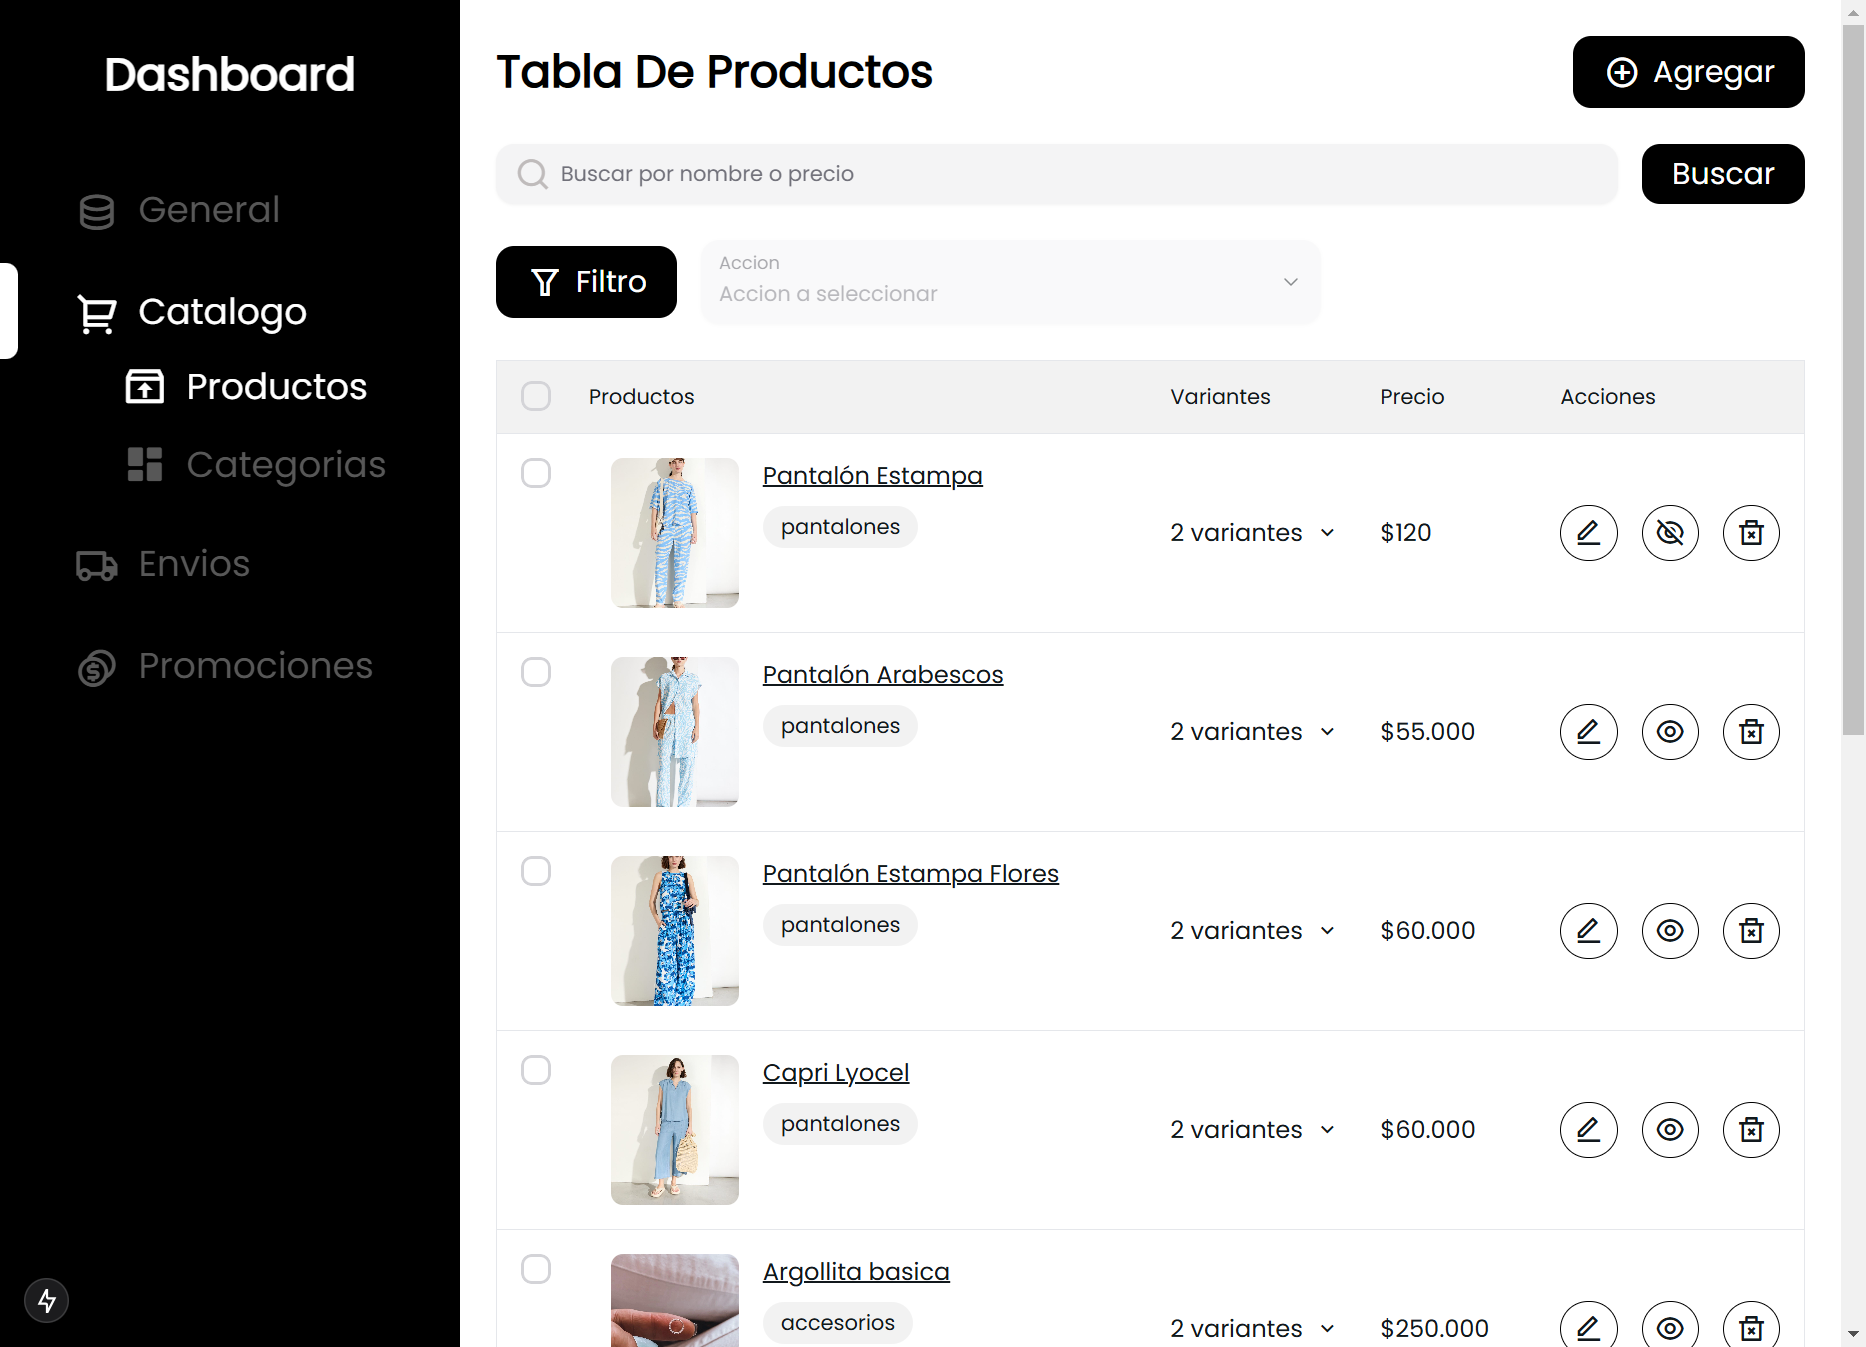 Dashboard
General
Catalogo
Productos
Categorias
Envios
Promociones
Tabla De Productos
Agregar
Buscar por nombre o precio
Buscar
Filtro
Accion
Accion a seleccionar
Productos Variantes Precio Acciones
Pantalón Estampa
pantalones
2 variantes $120
Pantalón Arabescos
pantalones
2 variantes $55.000
Pantalón Estampa Flores
pantalones
2 variantes $60.000
Capri Lyocel
pantalones
2 variantes $60.000
Argollita basica
accesorios
2 variantes $250.000